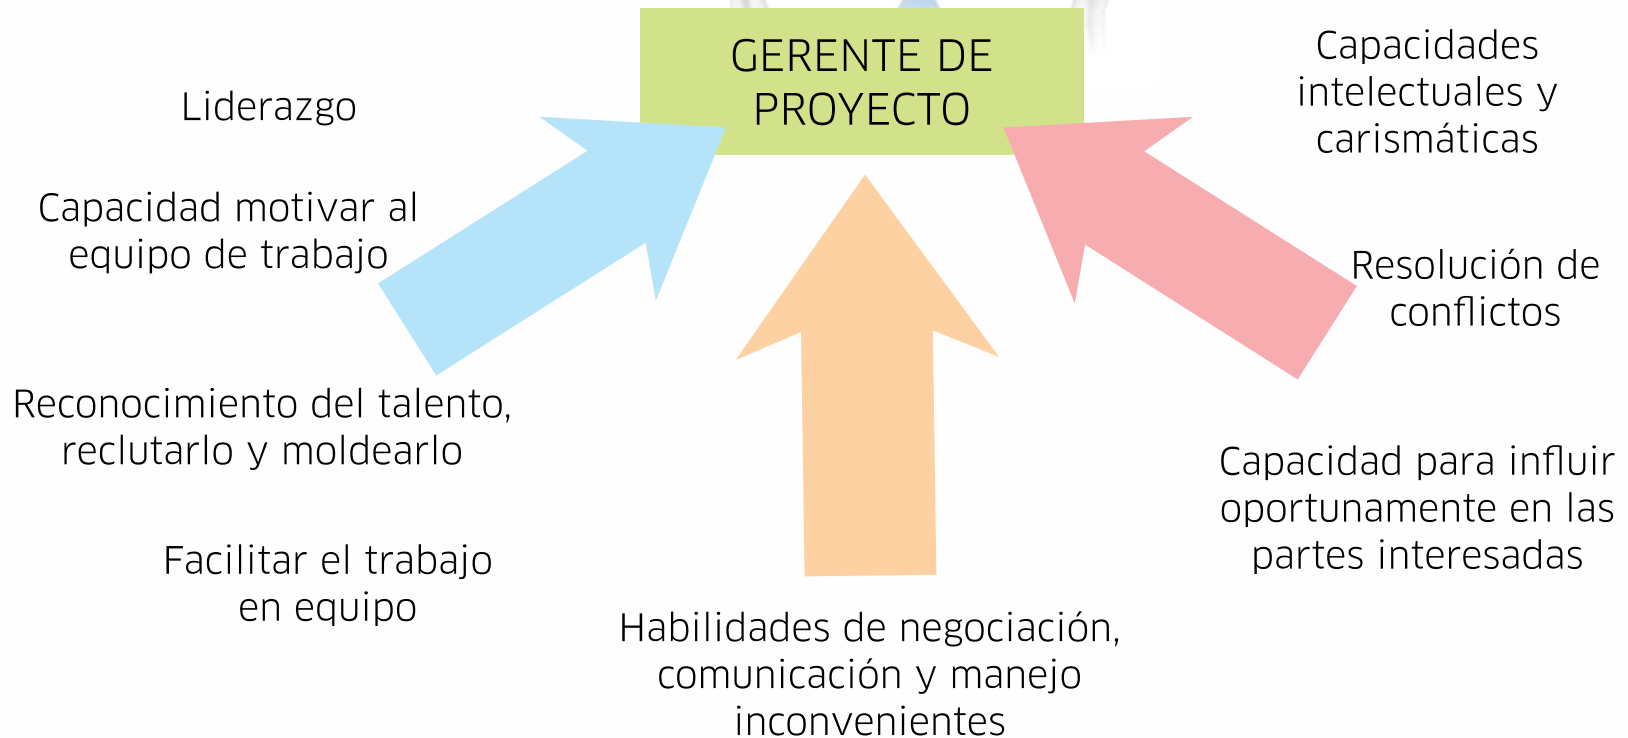 GERENTE DE
PROYECTO
Liderazgo
Capacidad motivar al
equipo de trabajo
Reconocimiento del talento,
reclutarlo y moldearlo
Facilitar el trabajo
en equipo
Habilidades de negociación,
comunicación y manejo
inconvenientes
Capacidades
intelectuales y
carismáticas
Resolución de
conflictos
Capacidad para influir
oportunamente en las
partes interesadas